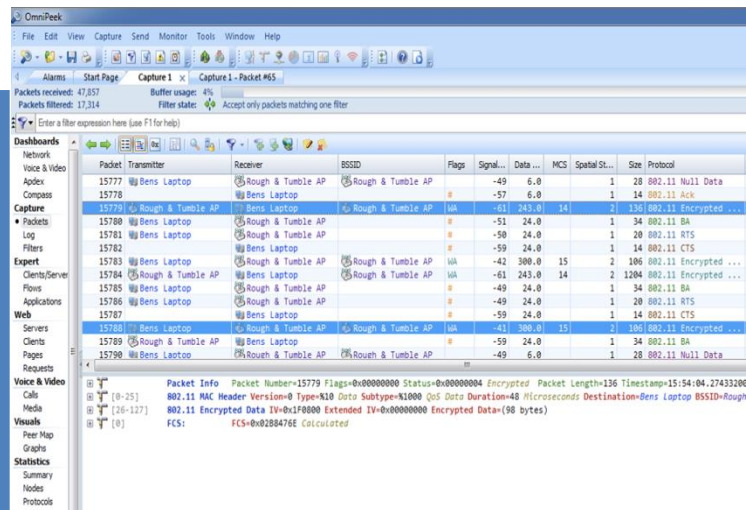 OmniPeek
File Edit View Capture Send Monitor Tools Window Help
Alarms Start Page Capture 1 x Capture 1 - Packet #65
Packets received: 47,857 Buffer usage: 4%
Packets filtered: 17,314 Filter state: Accept only packets matching one filter
Enter a filter expression here (use F1 for help)
Dashboards
Network
Voice & Video
Apdex
Compass
Capture
Packets
Log
Filters
Expert
Clients/Server
Flows
Applications
Web
Servers
Clients
Pages
Requests
Voice & Video
Calls
Media
Visuals
Peer Map
Graphs
Statistics
Summary
Nodes
Protocols
Packet Transmitter Receiver BSSID Flags Signal... Data ... MCS Spatial St... Size Protocol
15777 Bens Laptop Rough & Tumble AP Rough & Tumble AP -49 6.0 1 28 802.11 Null Data
15778 Bens Laptop # -57 6.0 1 14 802.11 Ack
15779 Rough & Tumble AP Bens Laptop Rough & Tumble AP WA -61 243.0 14 2 136 802.11 Encrypted ...
15780 Bens Laptop Rough & Tumble AP # -51 24.0 1 34 802.11 BA
15781 Bens Laptop Rough & Tumble AP # -50 24.0 1 20 802.11 RTS
15782 Bens Laptop # -59 24.0 1 14 802.11 CTS
15783 Bens Laptop Rough & Tumble AP Rough & Tumble AP WA -42 300.0 15 2 106 802.11 Encrypted ...
15784 Rough & Tumble AP Bens Laptop Rough & Tumble AP WA -61 243.0 14 2 1204 802.11 Encrypted ...
15785 Bens Laptop Rough & Tumble AP # -49 24.0 1 34 802.11 BA
15786 Bens Laptop Rough & Tumble AP # -49 24.0 1 20 802.11 RTS
15787 Bens Laptop # -59 24.0 1 14 802.11 CTS
15788 Bens Laptop Rough & Tumble AP Rough & Tumble AP WA -41 300.0 15 2 106 802.11 Encrypted ...
15789 Rough & Tumble AP Bens Laptop # -59 24.0 1 34 802.11 BA
15790 Bens Laptop Rough & Tumble AP Rough & Tumble AP -49 6.0 1 28 802.11 Null Data
Packet Info Packet Number=15779 Flags=0x00000000 Status=0x00000004 Encrypted Packet Length=136 Timestamp=15:54:04.27433200
[0-25] 802.11 MAC Header Version=0 Type=%10 Data Subtype=%1000 QoS Data Duration=48 Microseconds Destination=Bens Laptop BSSID=Rough
[26-127] 802.11 Encrypted Data IV=0x1F0800 Extended IV=0x00000000 Encrypted Data=(98 bytes)
[0] FCS: FCS=0x02B8476E Calculated